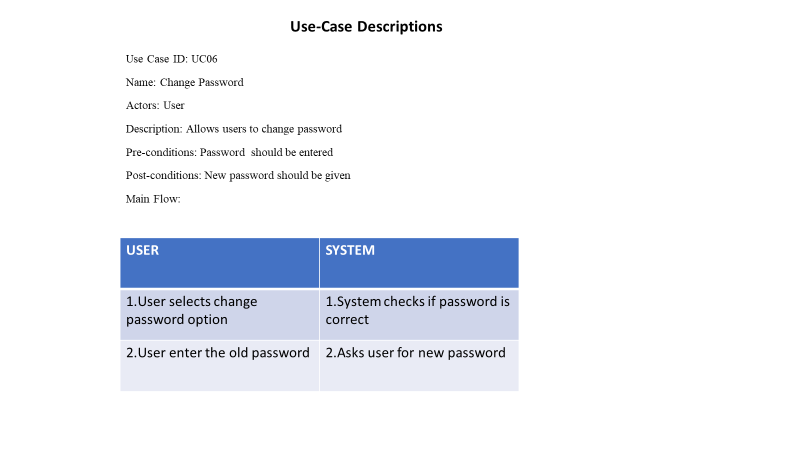 Use-Case Descriptions
Use Case ID: UC06
Name: Change Password
Actors: User
Description: Allows users to change password
Pre-conditions: Password  should be entered
Post-conditions: New password should be given
Main Flow:
USER
SYSTEM
1.User selects change
password option
1.System checks if password is
correct
2.User enter the old password
2.Asks user for new password